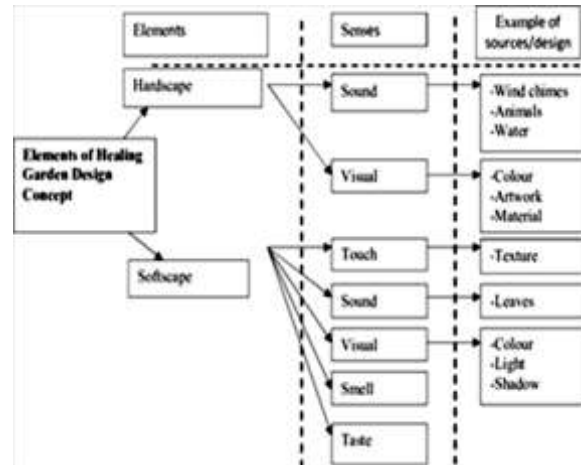 Elements
Senses
Example of
sources/design
Hardscape
Sound
-Wind chimes
-Animals
-Water
Elements of Healing
Garden Design
Concept
Visual
-Colour
-Artwork
-Material
Softscape
Touch
-Texture
Sound
-Leaves
Visual
-Colour
-Light
-Shadow
Smell
Taste